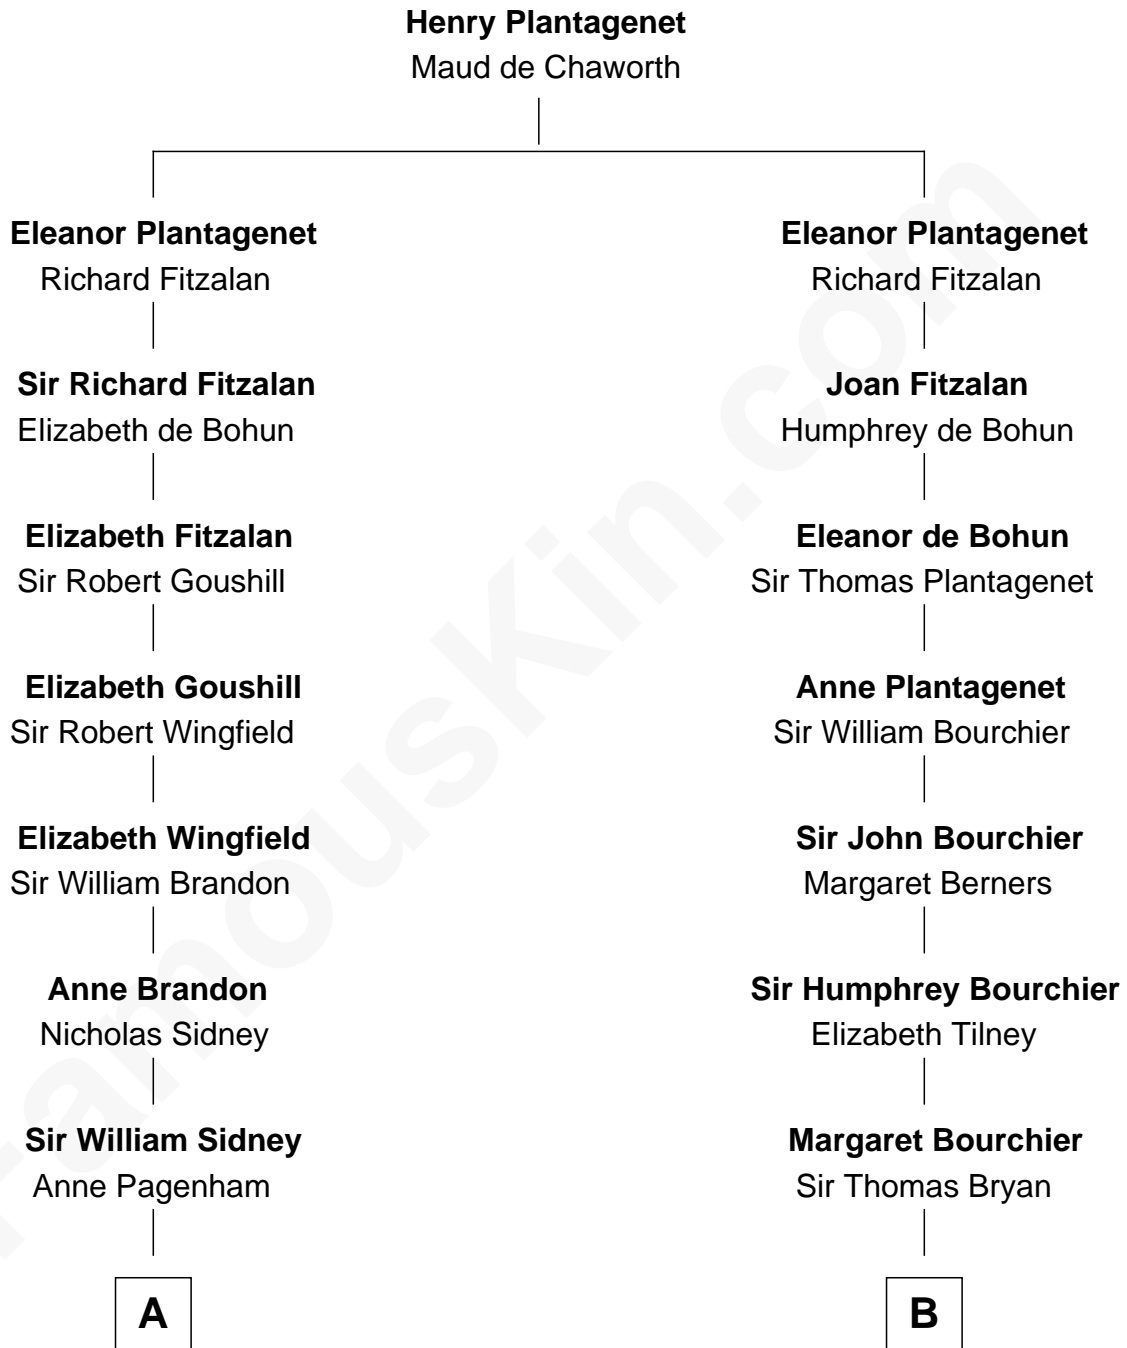 Henry Plantagenet
Maud de Chaworth
Eleanor Plantagenet
Richard Fitzalan
Sir Richard Fitzalan
Elizabeth de Bohun
Elizabeth Fitzalan
Sir Robert Goushill
Elizabeth Goushill
Sir Robert Wingfield
Elizabeth Wingfield
Sir William Brandon
Anne Brandon
Nicholas Sidney
Sir William Sidney
Anne Pagenham
A
Eleanor Plantagenet
Richard Fitzalan
Joan Fitzalan
Humphrey de Bohun
Eleanor de Bohun
Sir Thomas Plantagenet
Anne Plantagenet
Sir William Bourchier
Sir John Bourchier
Margaret Berners
Sir Humphrey Bourchier
Elizabeth Tilney
Margaret Bourchier
Sir Thomas Bryan
B
FamousKin.com